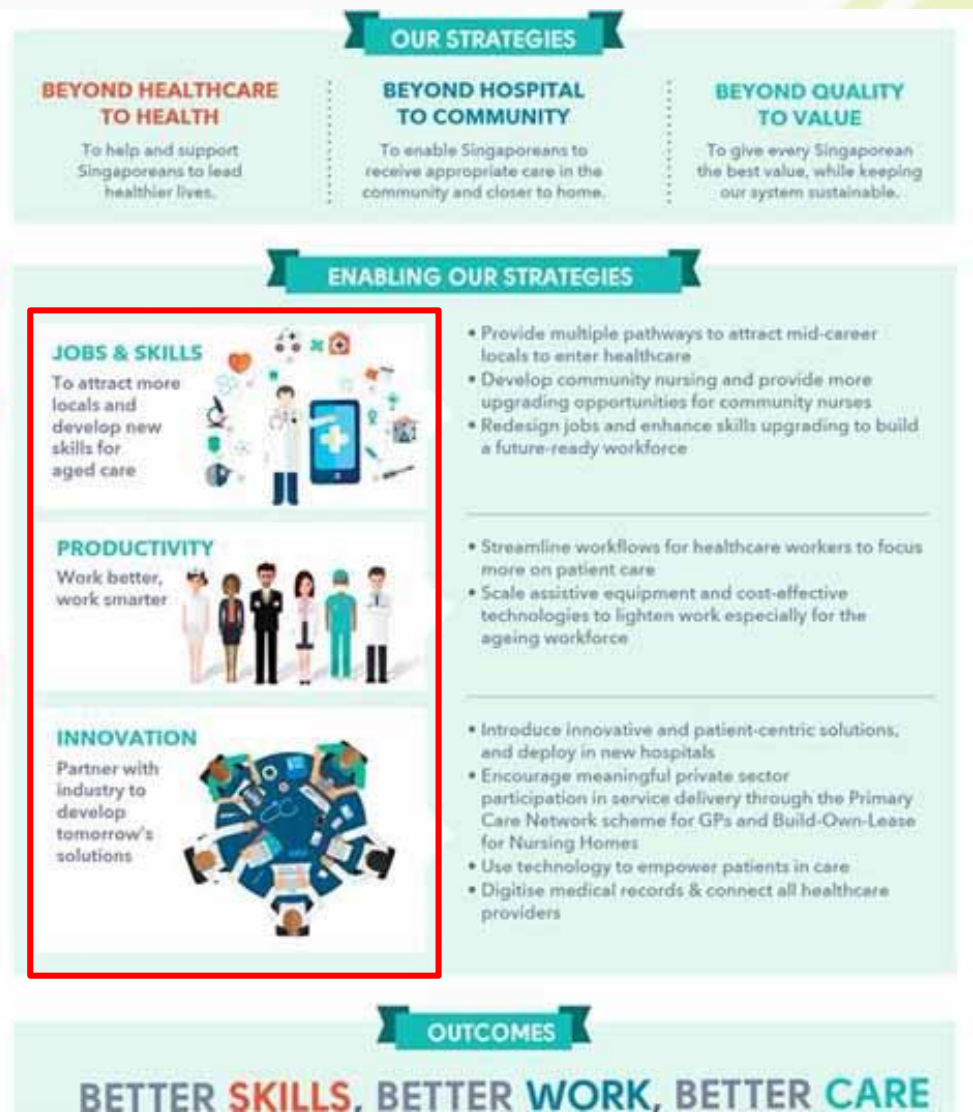 OUR STRATEGIES
BEYOND HEALTHCARE
TO HEALTH
To help and support
Singaporeans to lead
healthier lives.
BEYOND HOSPITAL
TO COMMUNITY
To enable Singaporeans to
receive appropriate care in the
community and closer to home.
BEYOND QUALITY
TO VALUE
To give every Singaporean
the best value, while keeping
our system sustainable.
ENABLING OUR STRATEGIES
JOBS & SKILLS
To attract more
locals and
develop new
skills for
aged care
• Provide multiple pathways to attract mid-career
locals to enter healthcare
• Develop community nursing and provide more
upgrading opportunities for community nurses
• Redesign jobs and enhance skills upgrading to build
a future-ready workforce
PRODUCTIVITY
Work better,
work smarter
• Streamline workflows for healthcare workers to focus
more on patient care
• Scale assistive equipment and cost-effective
technologies to lighten work especially for the
ageing workforce
INNOVATION
Partner with
industry to
develop
tomorrow's
solutions
• Introduce innovative and patient-centric solutions,
and deploy in new hospitals
• Encourage meaningful private sector
participation in service delivery through the Primary
Care Network scheme for GPs and Build-Own-Lease
for Nursing Homes
• Use technology to empower patients in care
• Digitise medical records & connect all healthcare
providers
OUTCOMES
BETTER SKILLS, BETTER WORK, BETTER CARE